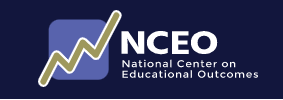 NCEO
National Center on
Educational Outcomes